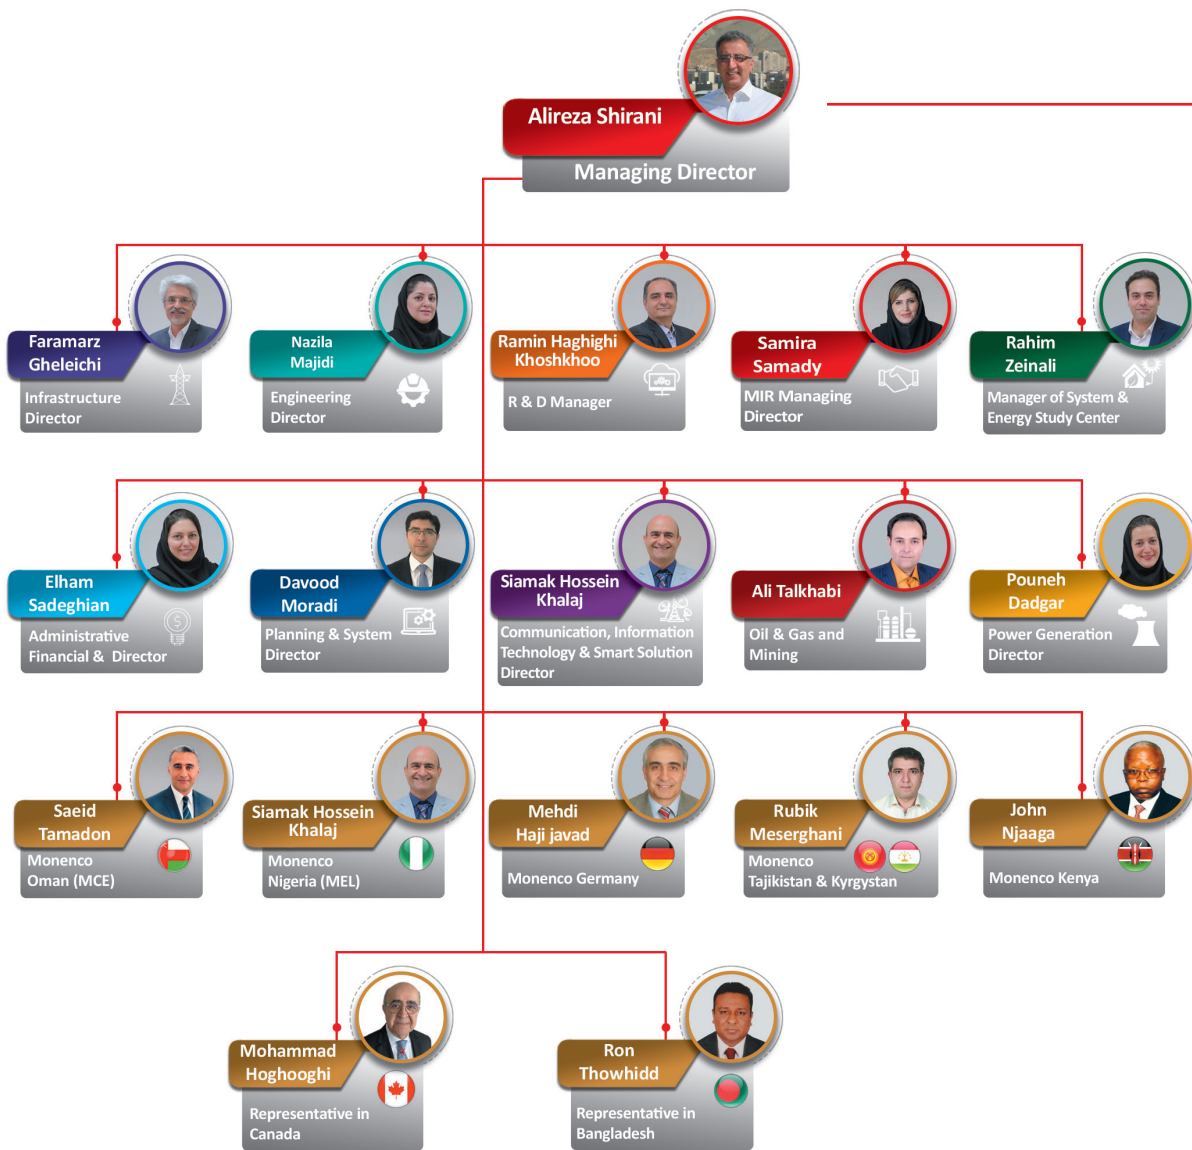 Alireza Shirani
Managing Director
Faramarz
Gheleichi
Infrastructure
Director
Nazila
Majidi
Engineering
Director
Ramin Haghighi
Khoshkhoo
R & D Manager
Samira
Samady
MIR Managing
Director
Rahim
Zeinali
Manager of System &
Energy Study Center
Elham
Sadeghian
Administrative
Financial &  Director
Davood
Moradi
Planning & System
Director
Siamak Hossein
Khalaj
Communication, Information
Technology & Smart Solution
Director
Ali Talkhabi
Oil & Gas and
Mining
Pouneh
Dadgar
Power Generation
Director
Saeid
Tamadon
Monenco
Oman (MCE)
Siamak Hossein
Khalaj
Monenco
Nigeria (MEL)
Mehdi
Haji javad
Monenco Germany
Rubik
Meserghani
Monenco
Tajikistan & Kyrgystan
John
Njaaga
Monenco Kenya
Mohammad
Hoghooghi
Representative in
Canada
Ron
Thowhidd
Representative in
Bangladesh